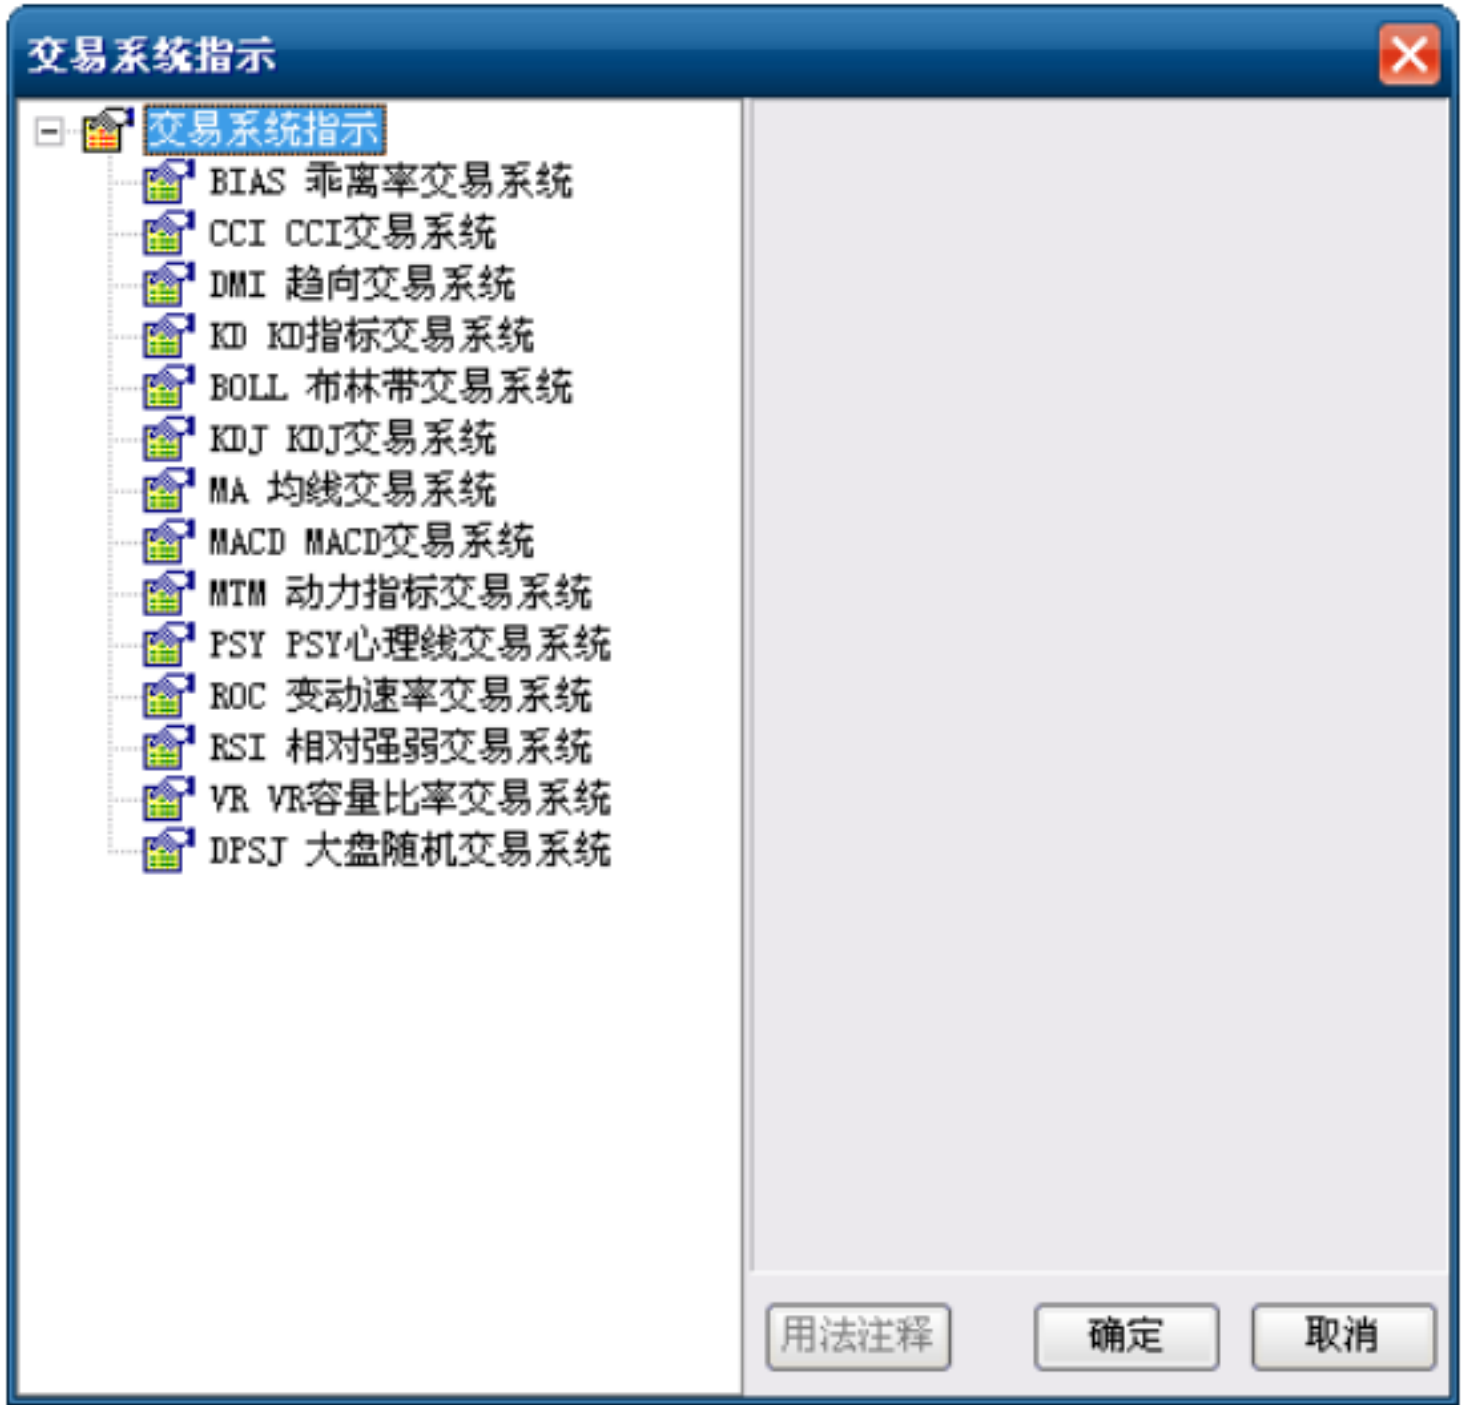 交易系统指示
交易系统指示
BIAS 乖离率交易系统
CCI CCI交易系统
DMI 趋向交易系统
KD KD指标交易系统
BOLL 布林带交易系统
KDJ KDJ交易系统
MA 均线交易系统
MACD MACD交易系统
MTM 动力指标交易系统
PSY PSY心理线交易系统
ROC 变动速率交易系统
RSI 相对强弱交易系统
VR VR容量比率交易系统
DPSJ 大盘随机交易系统
用法注释 确定 取消